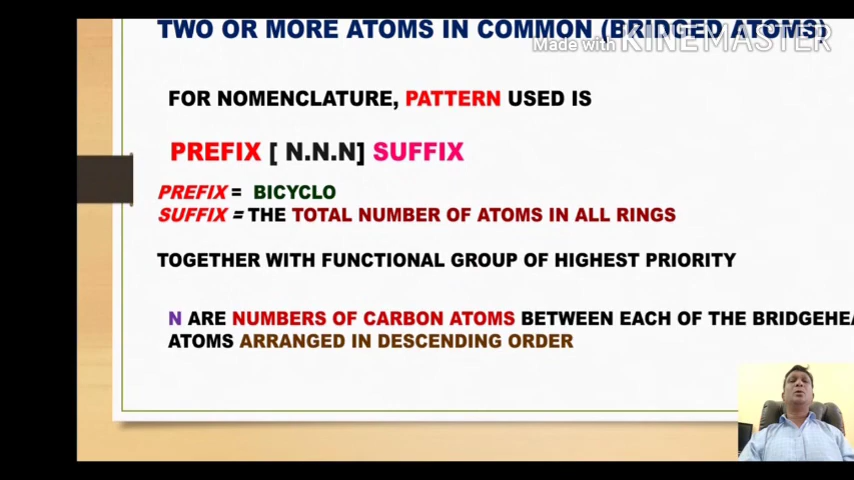 TWO OR MORE ATOMS IN COMMON (BRIDGED ATOMS)
Made with KINEMASTER
FOR NOMENCLATURE, PATTERN USED IS
PREFIX [ N.N.N] SUFFIX
PREFIX = BICYCLO
SUFFIX = THE TOTAL NUMBER OF ATOMS IN ALL RINGS
TOGETHER WITH FUNCTIONAL GROUP OF HIGHEST PRIORITY
N ARE NUMBERS OF CARBON ATOMS BETWEEN EACH OF THE BRIDGEHEA
ATOMS ARRANGED IN DESCENDING ORDER